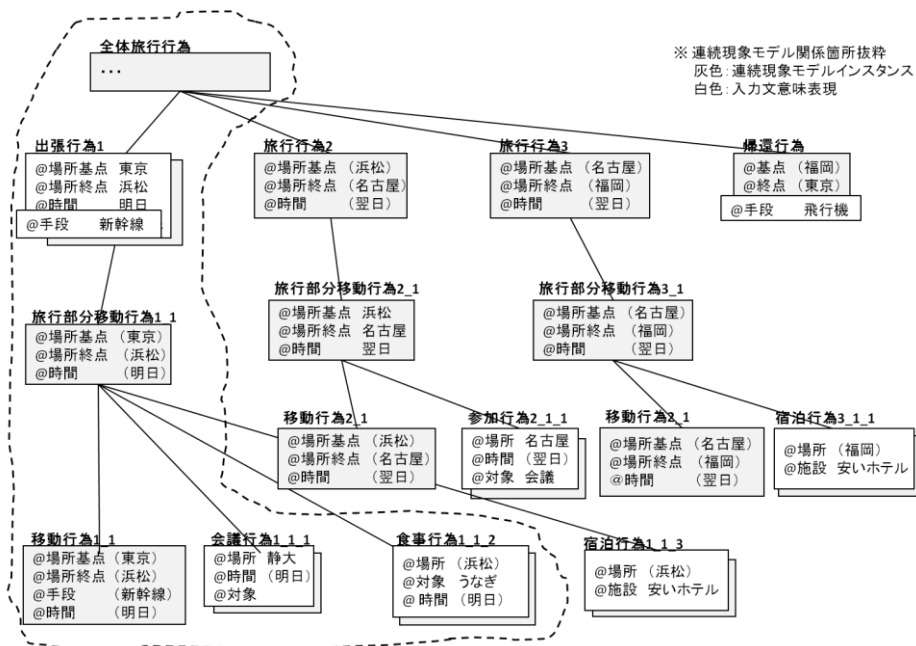 全体旅行行為
・・・
※ 連続現象モデル関係箇所抜粋
灰色：連続現象モデルインスタンス
白色：入力文意味表現
出張行為1
@場所基点 東京
@場所終点 浜松
@時間 明日
@手段 新幹線
旅行行為2
@場所基点 （浜松）
@場所終点 （名古屋）
@時間 （翌日）
旅行行為3
@場所基点 （名古屋）
@場所終点 （福岡）
@時間 （翌日）
帰還行為
@基点 （福岡）
@終点 （東京）
@手段 飛行機
旅行部分移動行為1_1
@場所基点 （東京）
@場所終点 （浜松）
@時間 （明日）
旅行部分移動行為2_1
@場所基点 浜松
@場所終点 名古屋
@時間 翌日
旅行部分移動行為3_1
@場所基点 （名古屋）
@場所終点 （福岡）
@時間 （翌日）
移動行為2_1
@場所基点 （浜松）
@場所終点 （名古屋）
@時間 （翌日）
参加行為2_1_1
@場所 名古屋
@時間 （翌日）
@対象 会議
移動行為2_1
@場所基点 （名古屋）
@場所終点 （福岡）
@時間 （翌日）
宿泊行為3_1_1
@場所 （福岡）
@施設 安いホテル
移動行為1_1
@場所基点 （東京）
@場所終点 （浜松）
@手段 （新幹線）
@時間 （明日）
会議行為1_1_1
@場所 静大
@時間 （明日）
@対象
食事行為1_1_2
@場所 （浜松）
@対象 うなぎ
@時間 （明日）
宿泊行為1_1_3
@場所 （浜松）
@施設 安いホテル